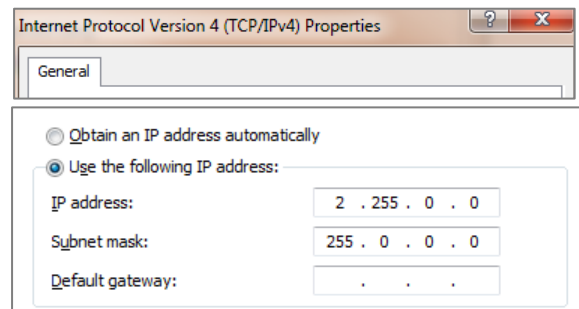 Internet Protocol Version 4 (TCP/IPv4) Properties ? X
General
Obtain an IP address automatically
Use the following IP address:
IP address: 2 . 255 . 0 . 0
Subnet mask: 255 . 0 . 0 . 0
Default gateway: . . .